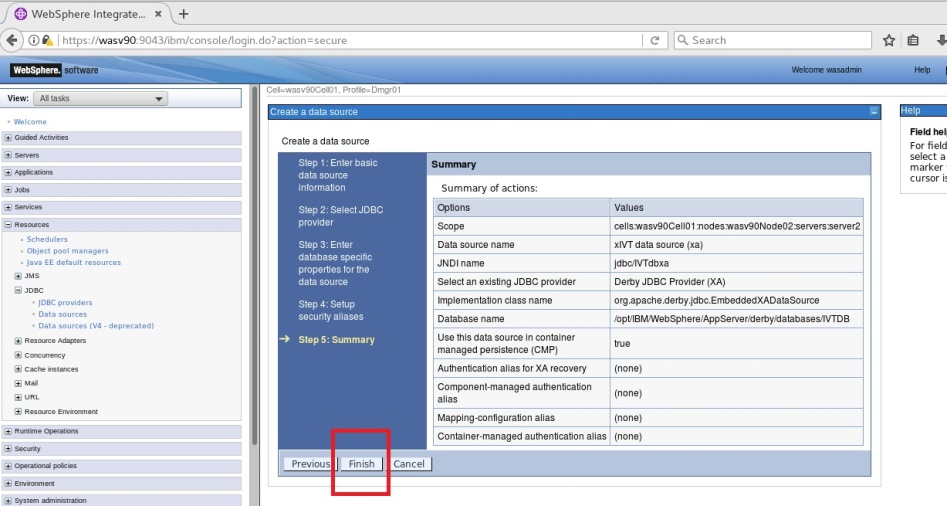 WebSphere Integrate... × +
https://wasv90:9043/ibm/console/login.do?action=secure Search
WebSphere. software Welcome wasadmin Help
View: All tasks
Cell=wasv90Cell01, Profile=Dmgr01
Welcome
Guided Activities
Servers
Applications
Jobs
Services
Resources
Schedulers
Object pool managers
Java EE default resources
JMS
JDBC
JDBC providers
Data sources
Data sources (V4 - deprecated)
Resource Adapters
Concurrency
Cache instances
Mail
URL
Resource Environment
Runtime Operations
Security
Operational policies
Environment
System administration
Create a data source
Create a data source
Step 1: Enter basic
data source
information
Step 2: Select JDBC
provider
Step 3: Enter
database specific
properties for the
data source
Step 4: Setup
security aliases
Step 5: Summary
Summary
Summary of actions:
Options Values
Scope cells:wasv90Cell01:nodes:wasv90Node02:servers:server2
Data source name xIVT data source (xa)
JNDI name jdbc/IVTdbxa
Select an existing JDBC provider Derby JDBC Provider (XA)
Implementation class name org.apache.derby.jdbc.EmbeddedXADataSource
Database name /opt/IBM/WebSphere/AppServer/derby/databases/IVTDB
Use this data source in container
managed persistence (CMP) true
Authentication alias for XA recovery (none)
Component-managed authentication
alias (none)
Mapping-configuration alias (none)
Container-managed authentication alias (none)
Previous Finish Cancel
Help
Field hel
For field
select a
marker
cursor is